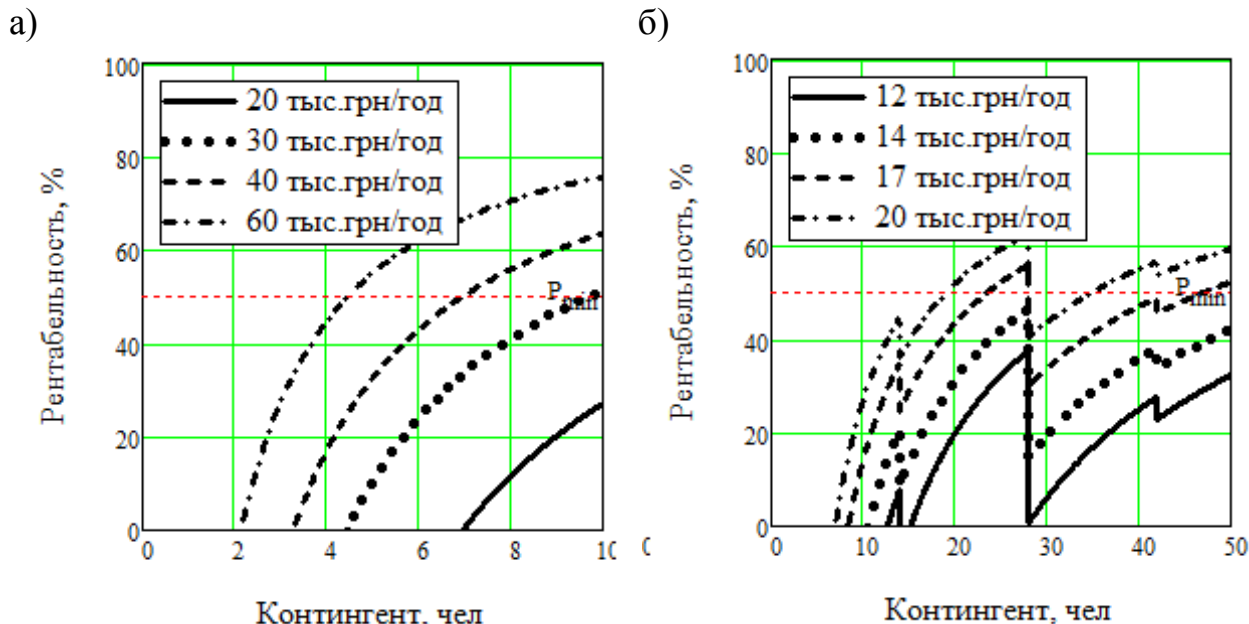 а)
Рентабельность, %
100
80
60
40
20
0
20 тыс.грн/год
30 тыс.грн/год
40 тыс.грн/год
60 тыс.грн/год
Pmin
0 2 4 6 8
Контингент, чел
б)
Рентабельность, %
100
80
60
40
20
0
12 тыс.грн/год
14 тыс.грн/год
17 тыс.грн/год
20 тыс.грн/год
Pmin
0 10 20 30 40 50
Контингент, чел